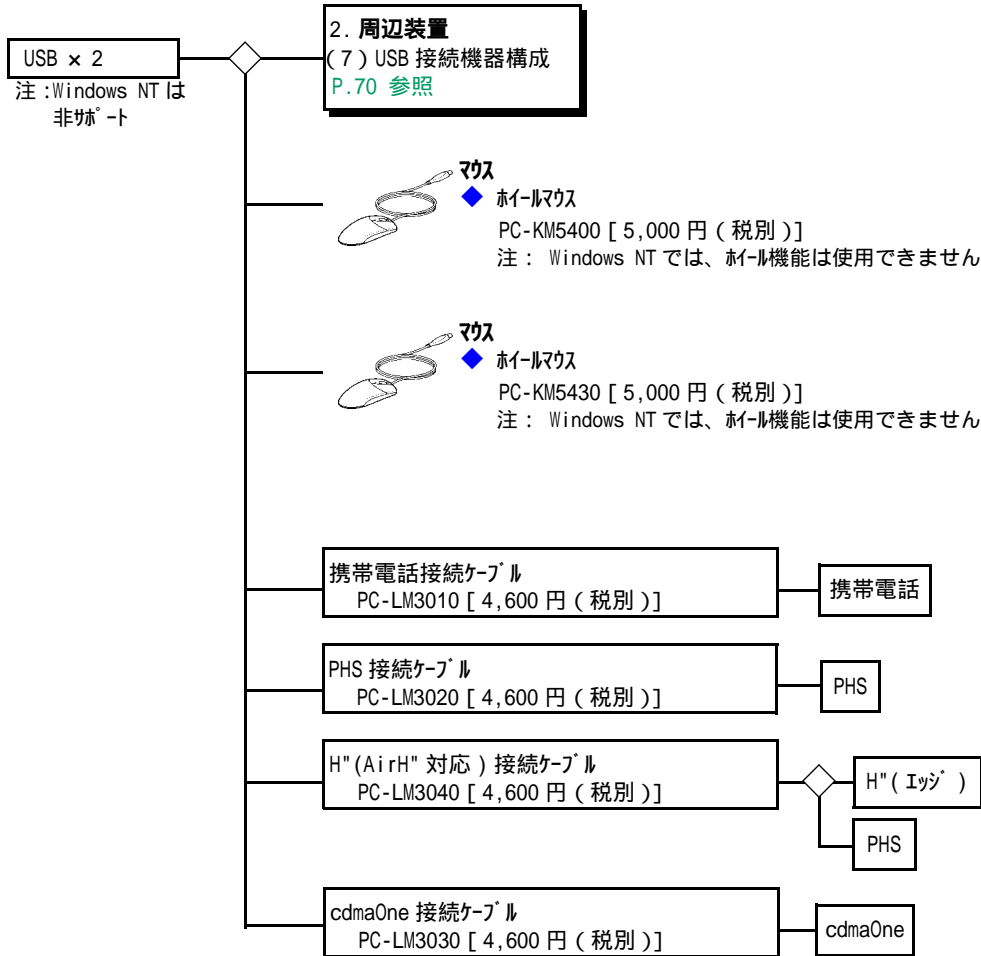 USB × 2
注:Windows NT は
非ｻﾎﾟｰﾄ
2. 周辺装置
(7) USB 接続機器構成
P.70 参照
ﾏｳｽ
◆ ﾎｲｰﾙﾏｳｽ
PC-KM5400 [ 5,000 円 ( 税別 )]
注: Windows NT では、ﾎｲｰﾙ機能は使用できません
ﾏｳｽ
◆ ﾎｲｰﾙﾏｳｽ
PC-KM5430 [ 5,000 円 ( 税別 )]
注: Windows NT では、ﾎｲｰﾙ機能は使用できません
携帯電話接続ｹｰﾌﾞﾙ
PC-LM3010 [ 4,600 円 ( 税別 )]
携帯電話
PHS 接続ｹｰﾌﾞﾙ
PC-LM3020 [ 4,600 円 ( 税別 )]
PHS
H"(AirH" 対応 ) 接続ｹｰﾌﾞﾙ
PC-LM3040 [ 4,600 円 ( 税別 )]
H"( ｴｯｼﾞ )
PHS
cdmaOne 接続ｹｰﾌﾞﾙ
PC-LM3030 [ 4,600 円 ( 税別 )]
cdmaOne